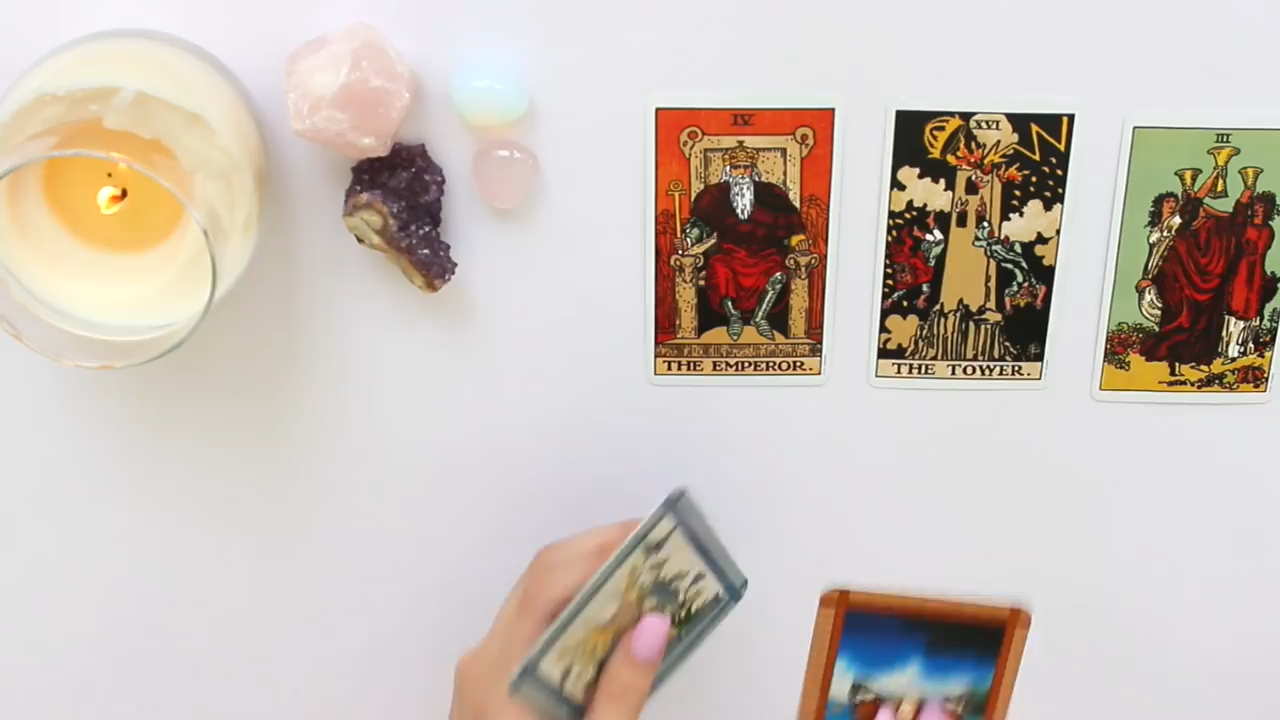 IV
THE EMPEROR.
XVI
THE TOWER.
III